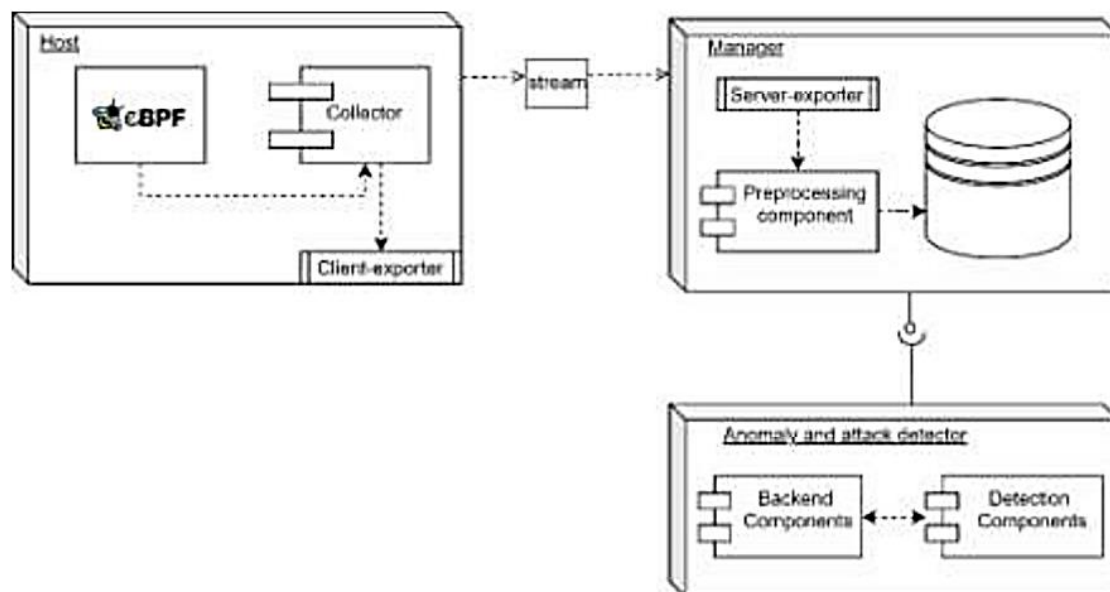 Host
eBPF
Collector
Client-exporter
stream
Manager
Server-exporter
Preprocessing
component
Anomaly and attack detector
Backend
Components
Detection
Components